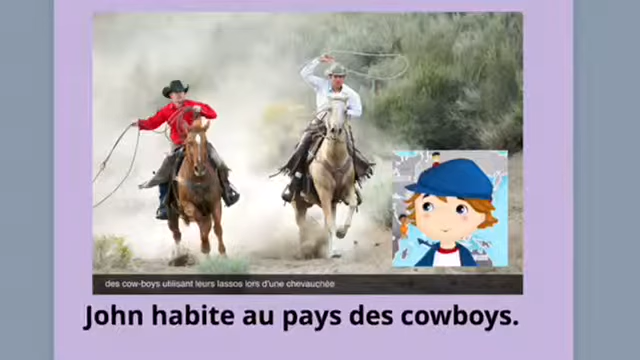 des cow-boys utilisant leurs lassos lors d'une chevauchée
John habite au pays des cowboys.